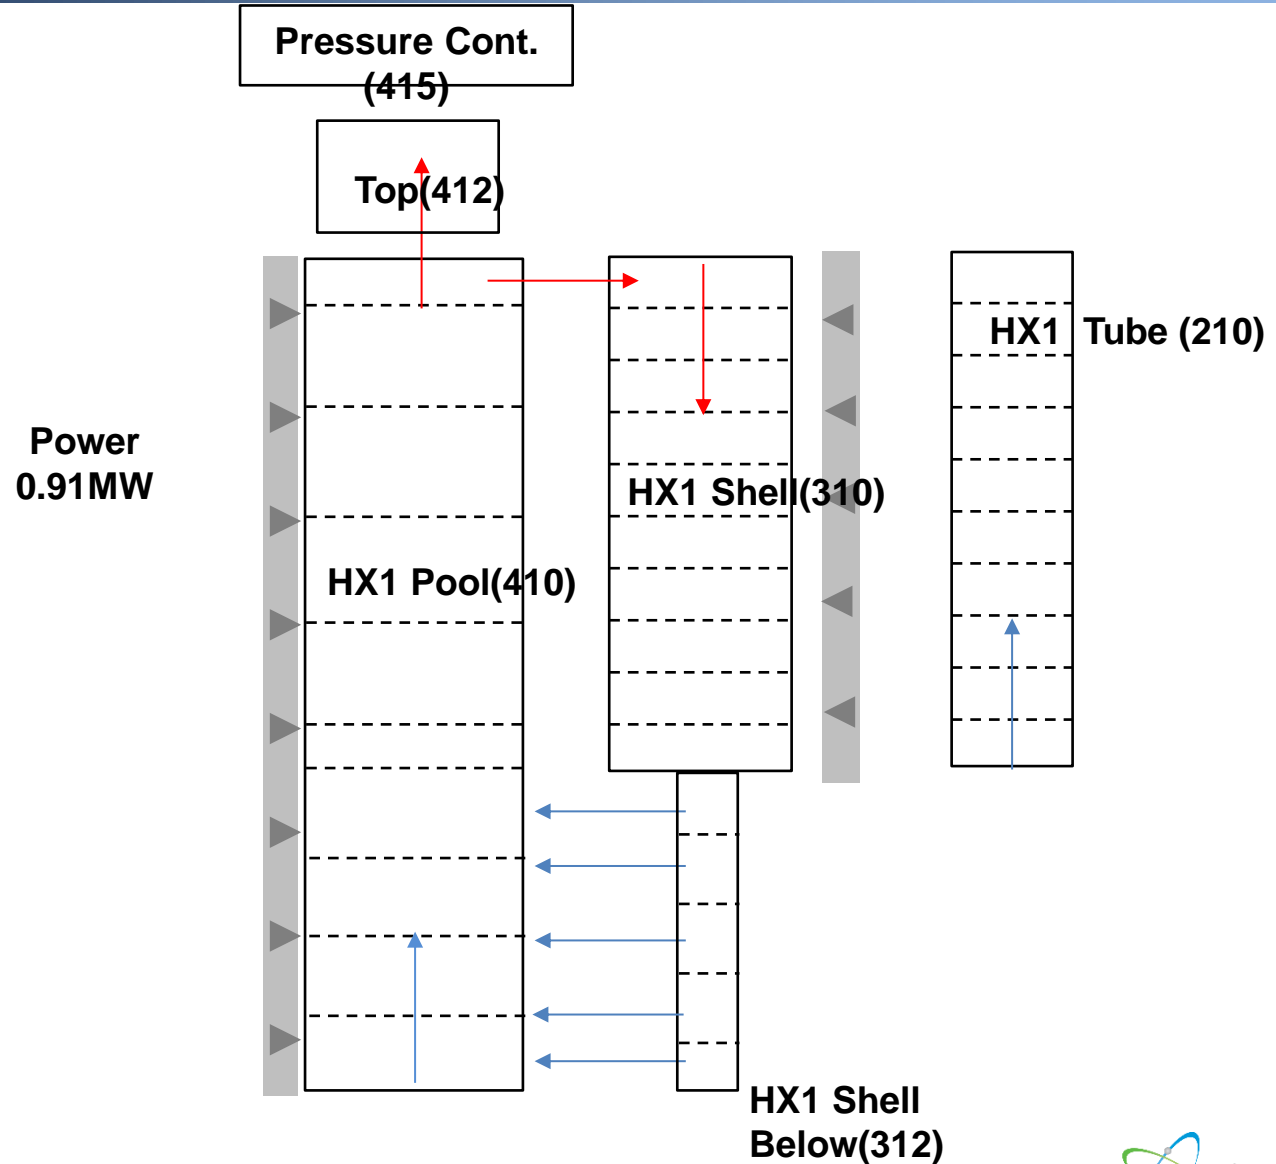 Pressure Cont.
(415)
Top(412)
HX1 Tube (210)
Power
0.91MW
HX1 Shell(310)
HX1 Pool(410)
HX1 Shell
Below(312)